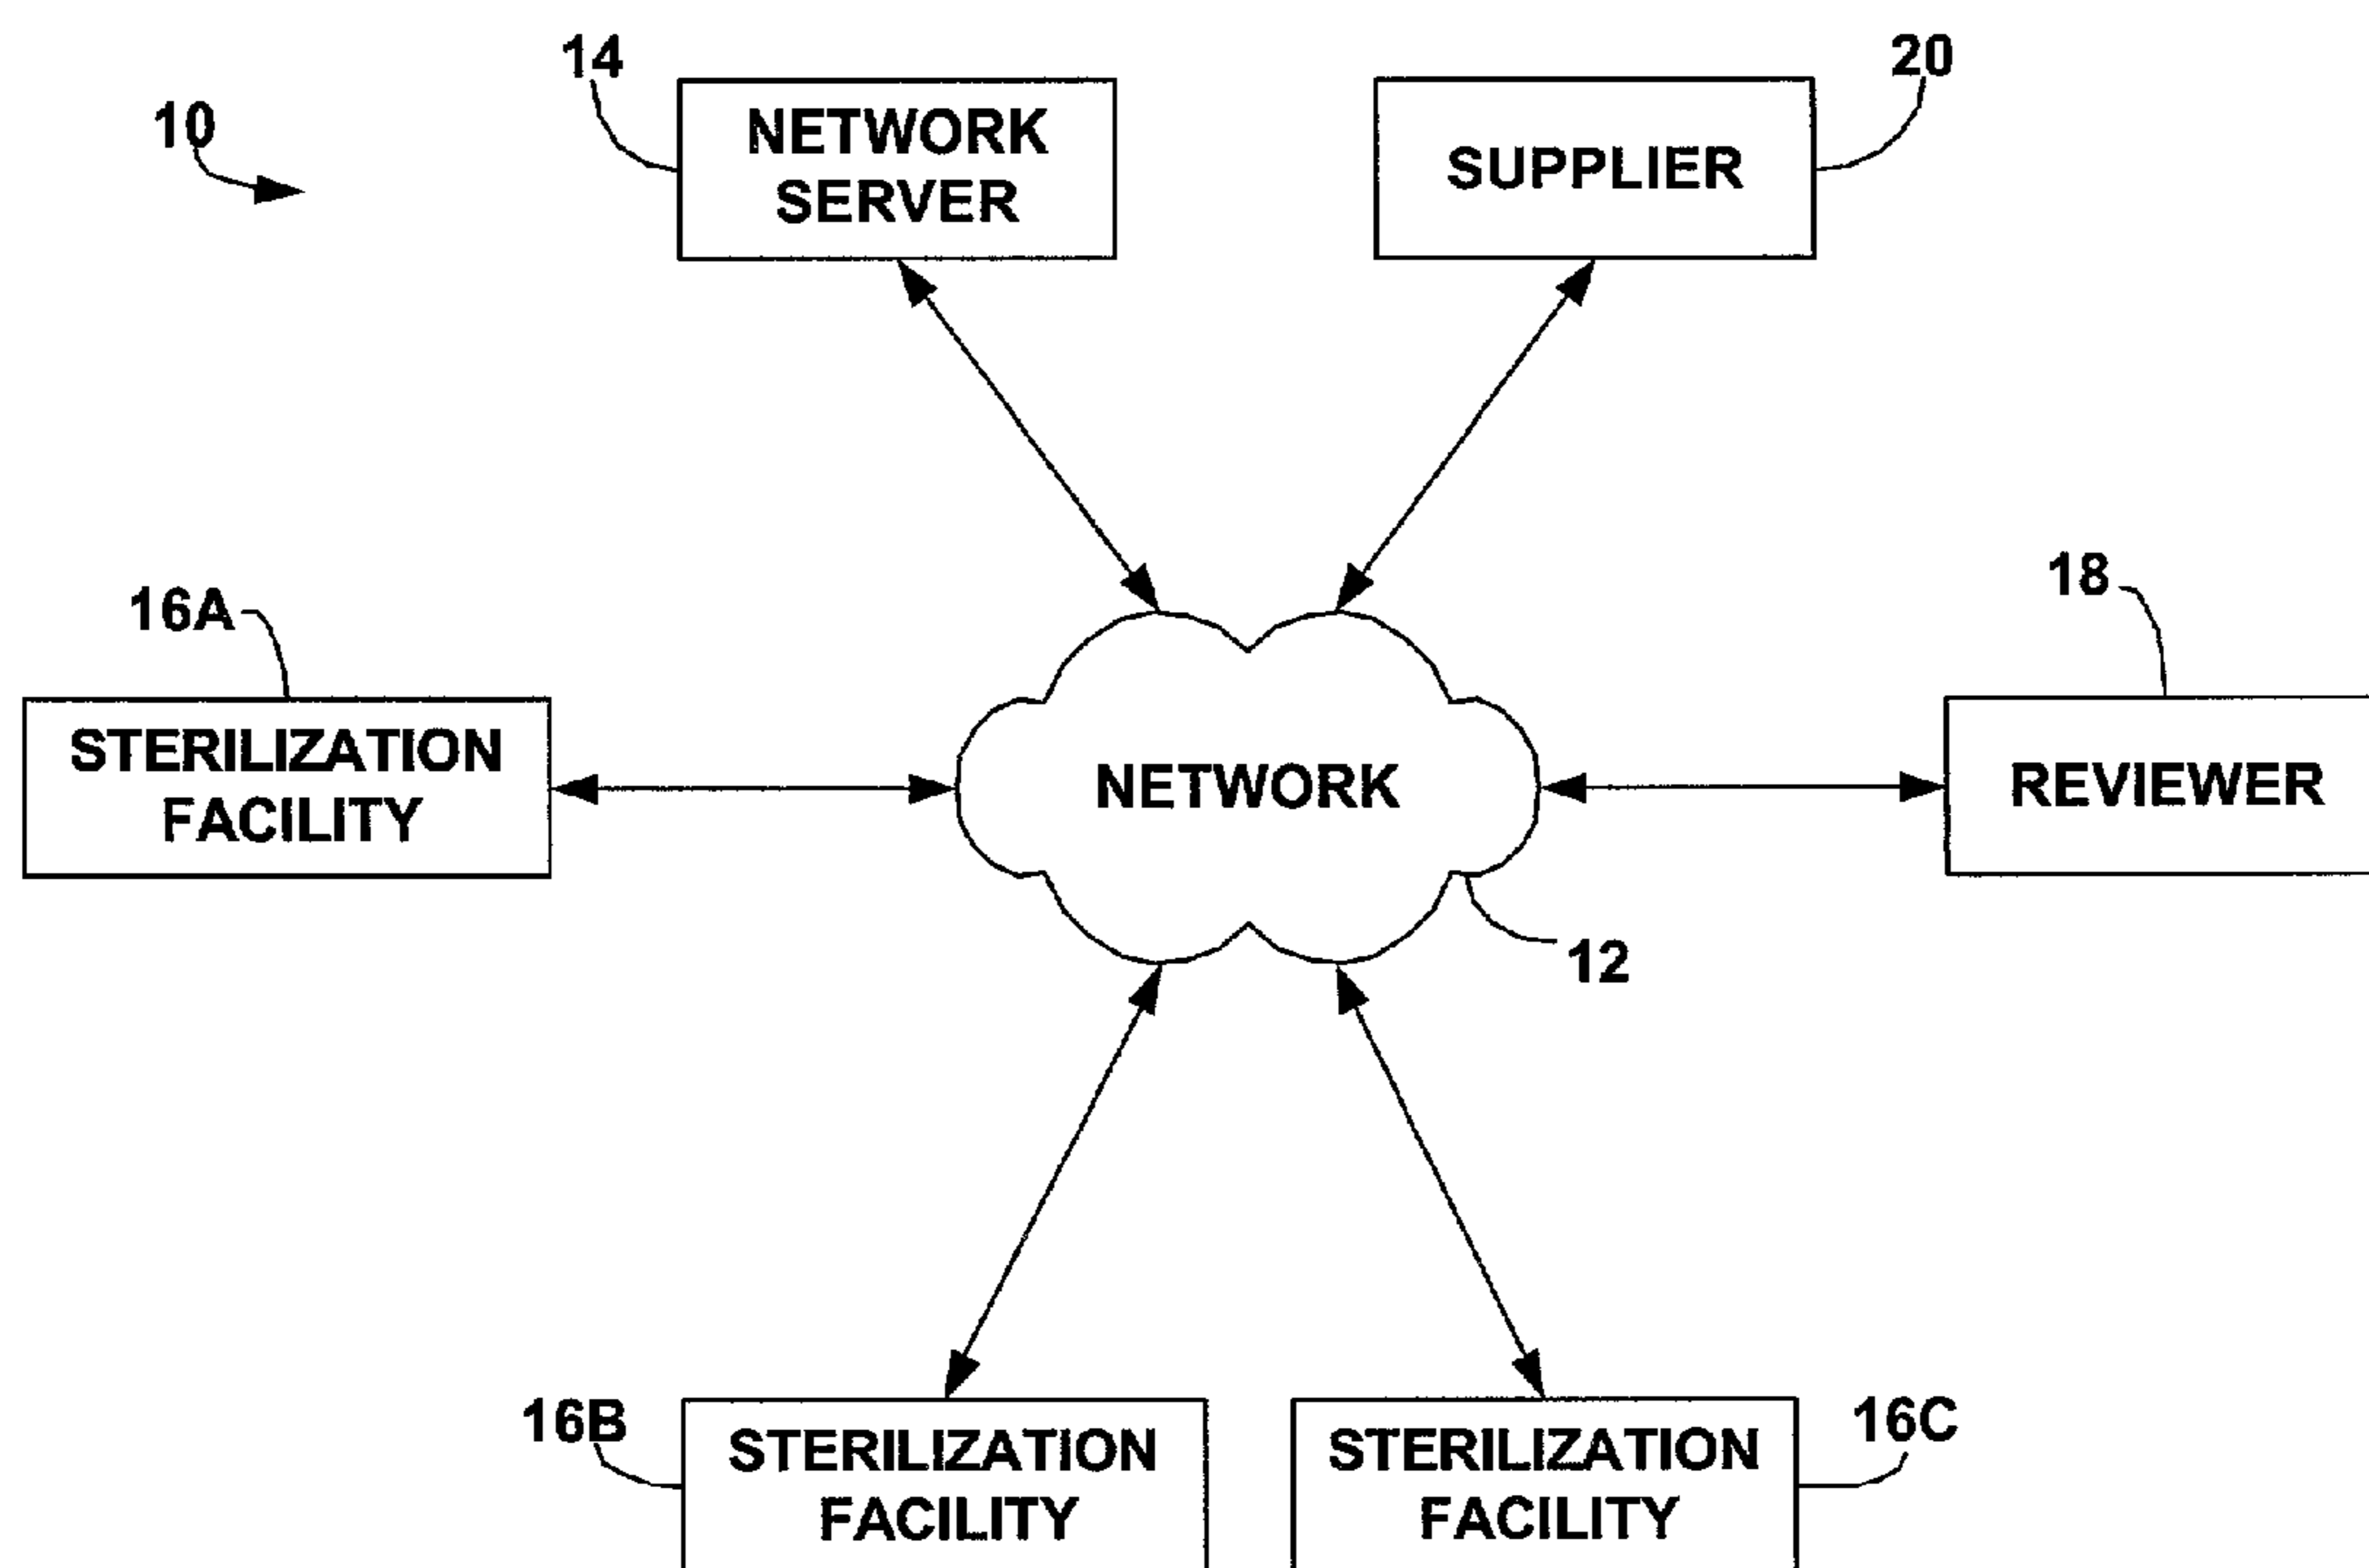 14
20
10
NETWORK
SERVER
SUPPLIER
16A
18
STERILIZATION
FACILITY
NETWORK
REVIEWER
12
16B
STERILIZATION
FACILITY
STERILIZATION
FACILITY
16C